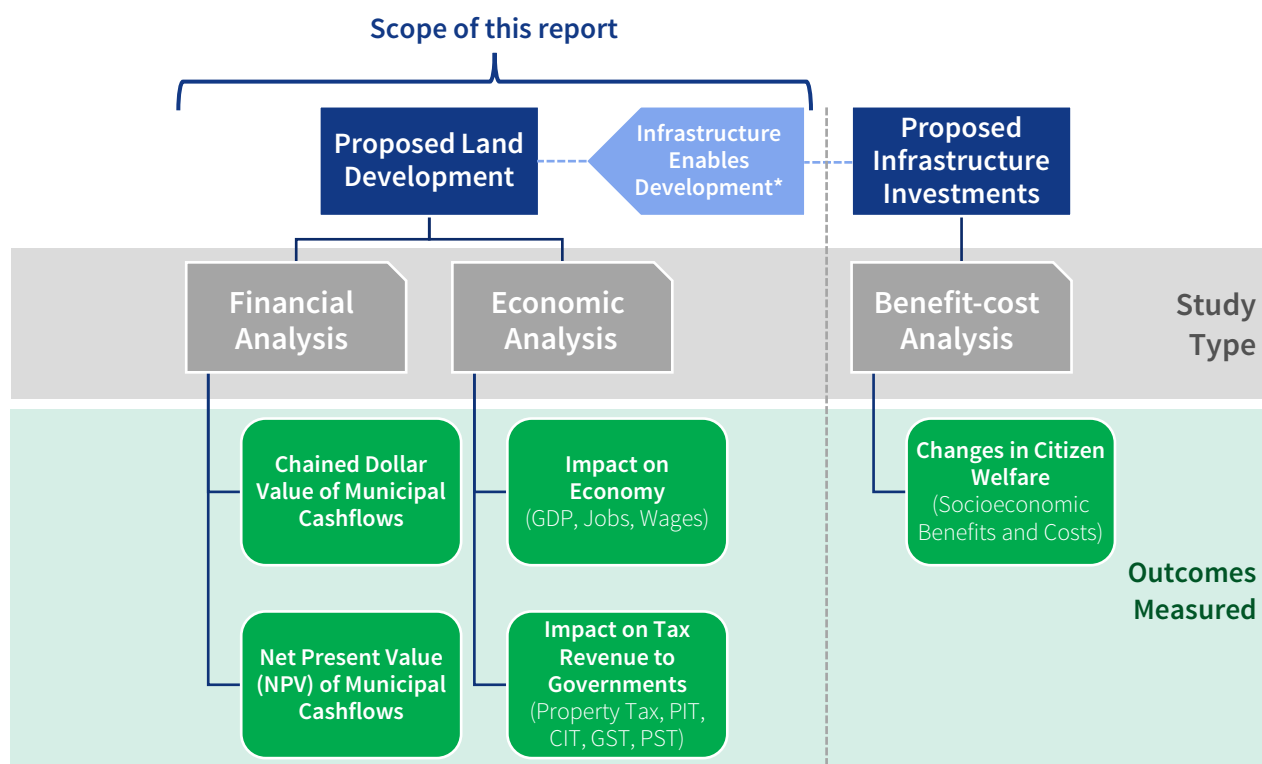 Scope of this report
Proposed Land
Development
Infrastructure
Enables
Development*
Proposed
Infrastructure
Investments
Financial
Analysis
Economic
Analysis
Benefit-cost
Analysis
Study
Type
Chained Dollar
Value of Municipal
Cashflows
Impact on
Economy
(GDP, Jobs, Wages)
Changes in Citizen
Welfare
(Socioeconomic
Benefits and Costs)
Outcomes
Measured
Net Present Value
(NPV) of Municipal
Cashflows
Impact on Tax
Revenue to
Governments
(Property Tax, PIT,
CIT, GST, PST)